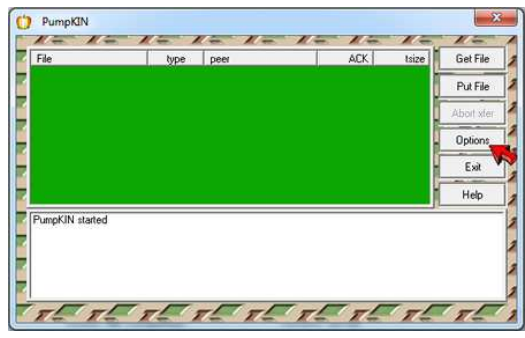 PumpKIN
File type peer ACK tsize
Get File
Put File
Abort xfer
Options
Exit
Help
PumpKIN started